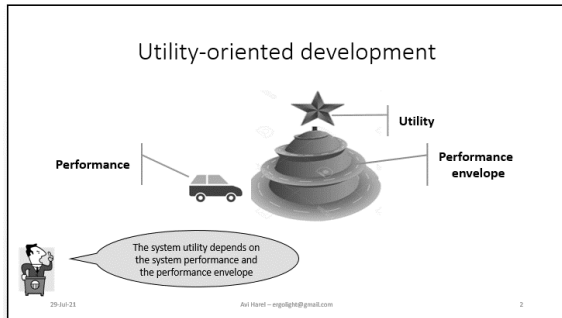 Utility-oriented development
Utility
Performance
Performance
envelope
The system utility depends on
the system performance and
the performance envelope
29-Jul-21
Avi Harel – ergolight@gmail.com
2